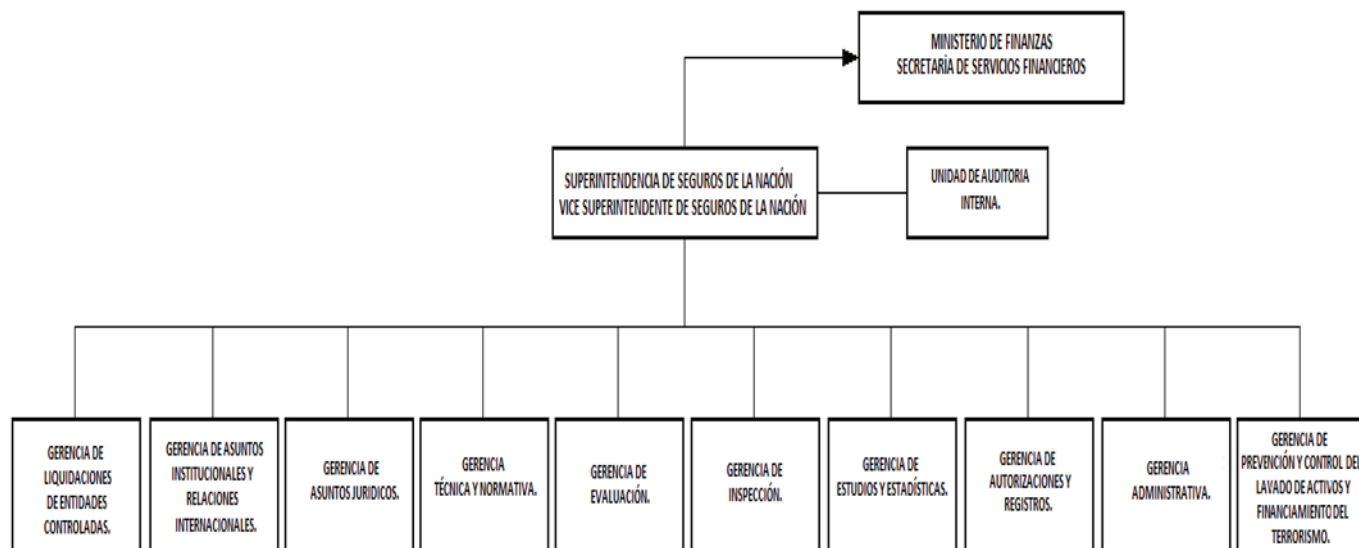 MINISTERIO DE FINANZAS
SECRETARÍA DE SERVICIOS FINANCIEROS
SUPERINTENDENCIA DE SEGUROS DE LA NACIÓN
VICE SUPERINTENDENTE DE SEGUROS DE LA NACIÓN
UNIDAD DE AUDITORIA
INTERNA.
GERENCIA DE
LIQUIDACIONES
DE ENTIDADES
CONTROLADAS.
GERENCIA DE ASUNTOS
INSTITUCIONALES Y
RELACIONES
INTERNACIONALES.
GERENCIA DE
ASUNTOS JURIDICOS.
GERENCIA
TÉCNICA Y NORMATIVA.
GERENCIA DE
EVALUACIÓN.
GERENCIA DE
INSPECCIÓN.
GERENCIA DE
ESTUDIOS Y ESTADÍSTICAS.
GERENCIA DE
AUTORIZACIONES Y
REGISTROS.
GERENCIA
ADMINISTRATIVA.
GERENCIA DE
PREVENCIÓN Y CONTROL DEL
LAVADO DE ACTIVOS Y
FINANCIAMIENTO DEL
TERRORISMO.